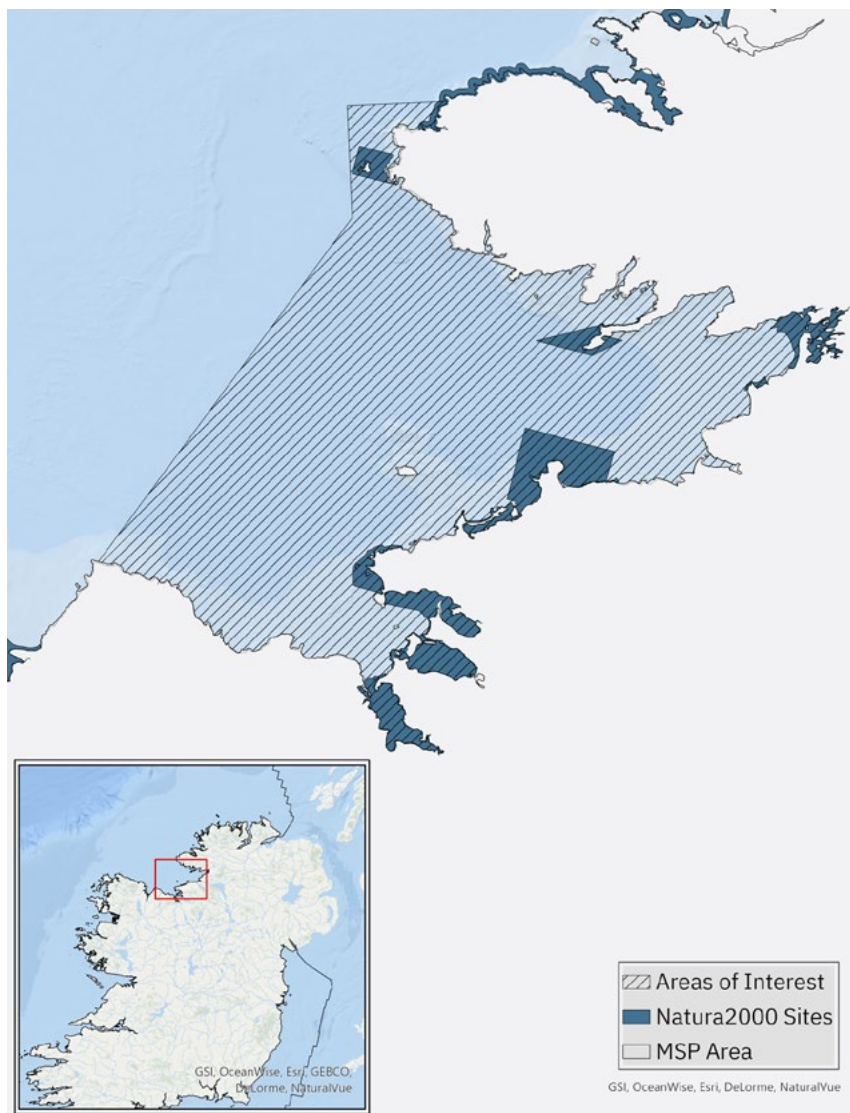 GSI, OceanWise, Esri, GEBCO,
DeLorme, NaturalVue
Areas of Interest
Natura2000 Sites
MSP Area
GSI, OceanWise, Esri, DeLorme, NaturalVue